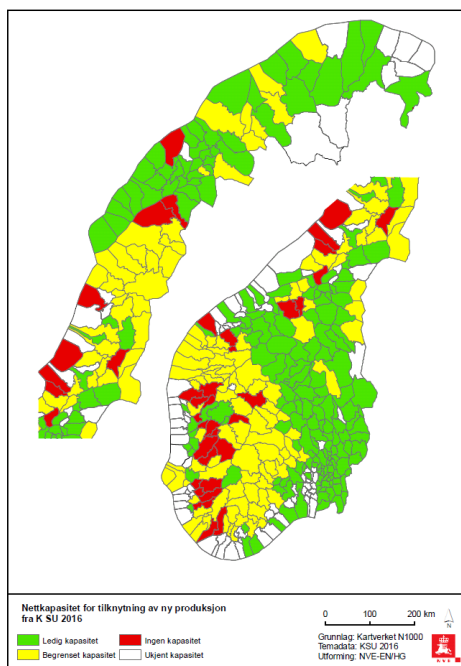 Nettkapasitet for tilknytning av ny produksjon
fra K SU 2016
Ledig kapasitet
Ingen kapasitet
Begrenset kapasitet
Ukjent kapasitet
0 100 200 km
N
Grunnlag: Kartverket N1000
Temadata: KSU 2016
Utforming: NVE-EN/HG
N V E